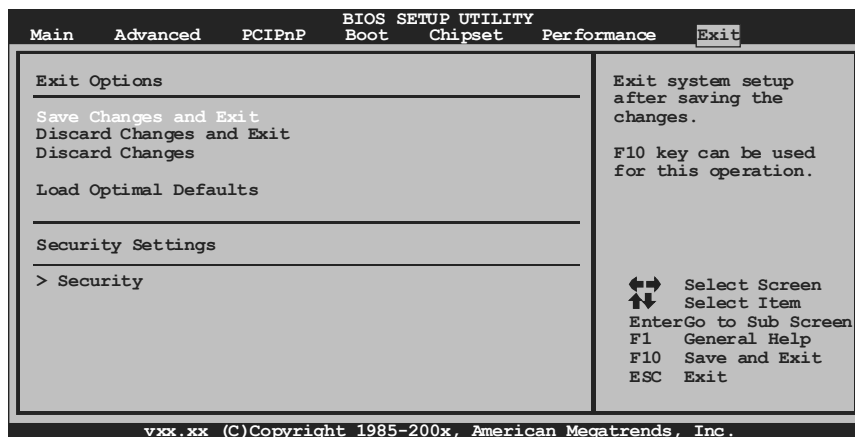 BIOS SETUP UTILITY
Main Advanced PCIPnP Boot Chipset Performance Exit
Exit Options
Save Changes and Exit
Discard Changes and Exit
Discard Changes
Load Optimal Defaults
Security Settings
> Security
Exit system setup
after saving the
changes.
F10 key can be used
for this operation.
Select Screen
Select Item
EnterGo to Sub Screen
F1 General Help
F10 Save and Exit
ESC Exit
vxx.xx (C)Copyright 1985-200x, American Megatrends, Inc.